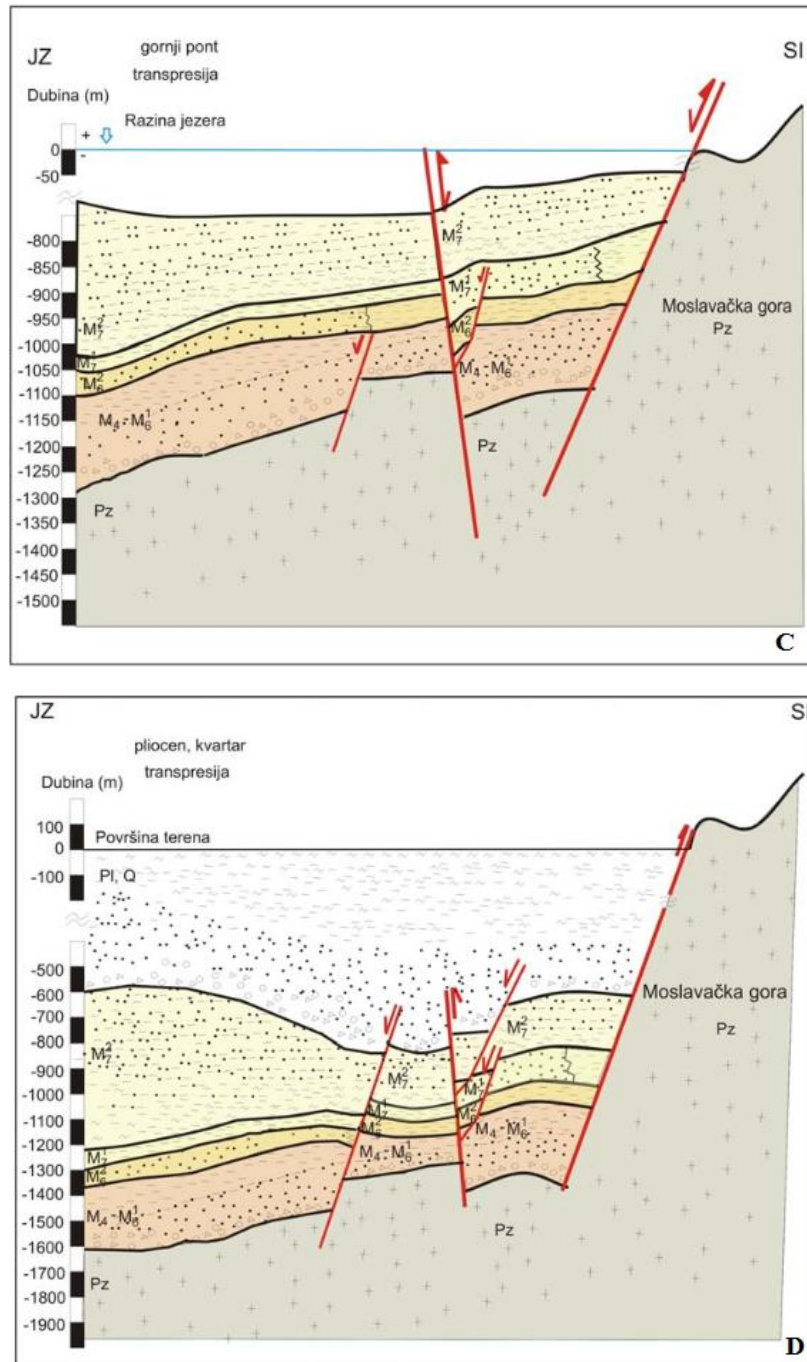 JZ
gornji pont
transpresija
SI
Dubina (m)
Razina jezera
+
-
0
-50
-800
-850
-900
-950
-1000
-1050
-1100
-1150
-1200
-1250
-1300
-1350
-1400
-1450
-1500
M₇²
M₇²
M₇¹
M₇¹
M₆²
M₆²
M₄-M₆¹
M₄-M₆¹
Moslavačka gora
Pz
Pz
Pz
C
JZ
SI
pliocen, kvartar
transpresija
Dubina (m)
100
Površina terena
0
Pl, Q
-100
-500
-600
-700
-800
-900
-1000
-1100
-1200
-1300
-1400
-1500
-1600
-1700
-1800
-1900
M₇²
M₇²
M₇²
M₇¹
M₇¹
M₇¹
M₆²
M₆²
M₆²
M₄-M₆¹
M₄-M₆¹
M₄-M₆¹
Moslavačka gora
Pz
Pz
Pz
D